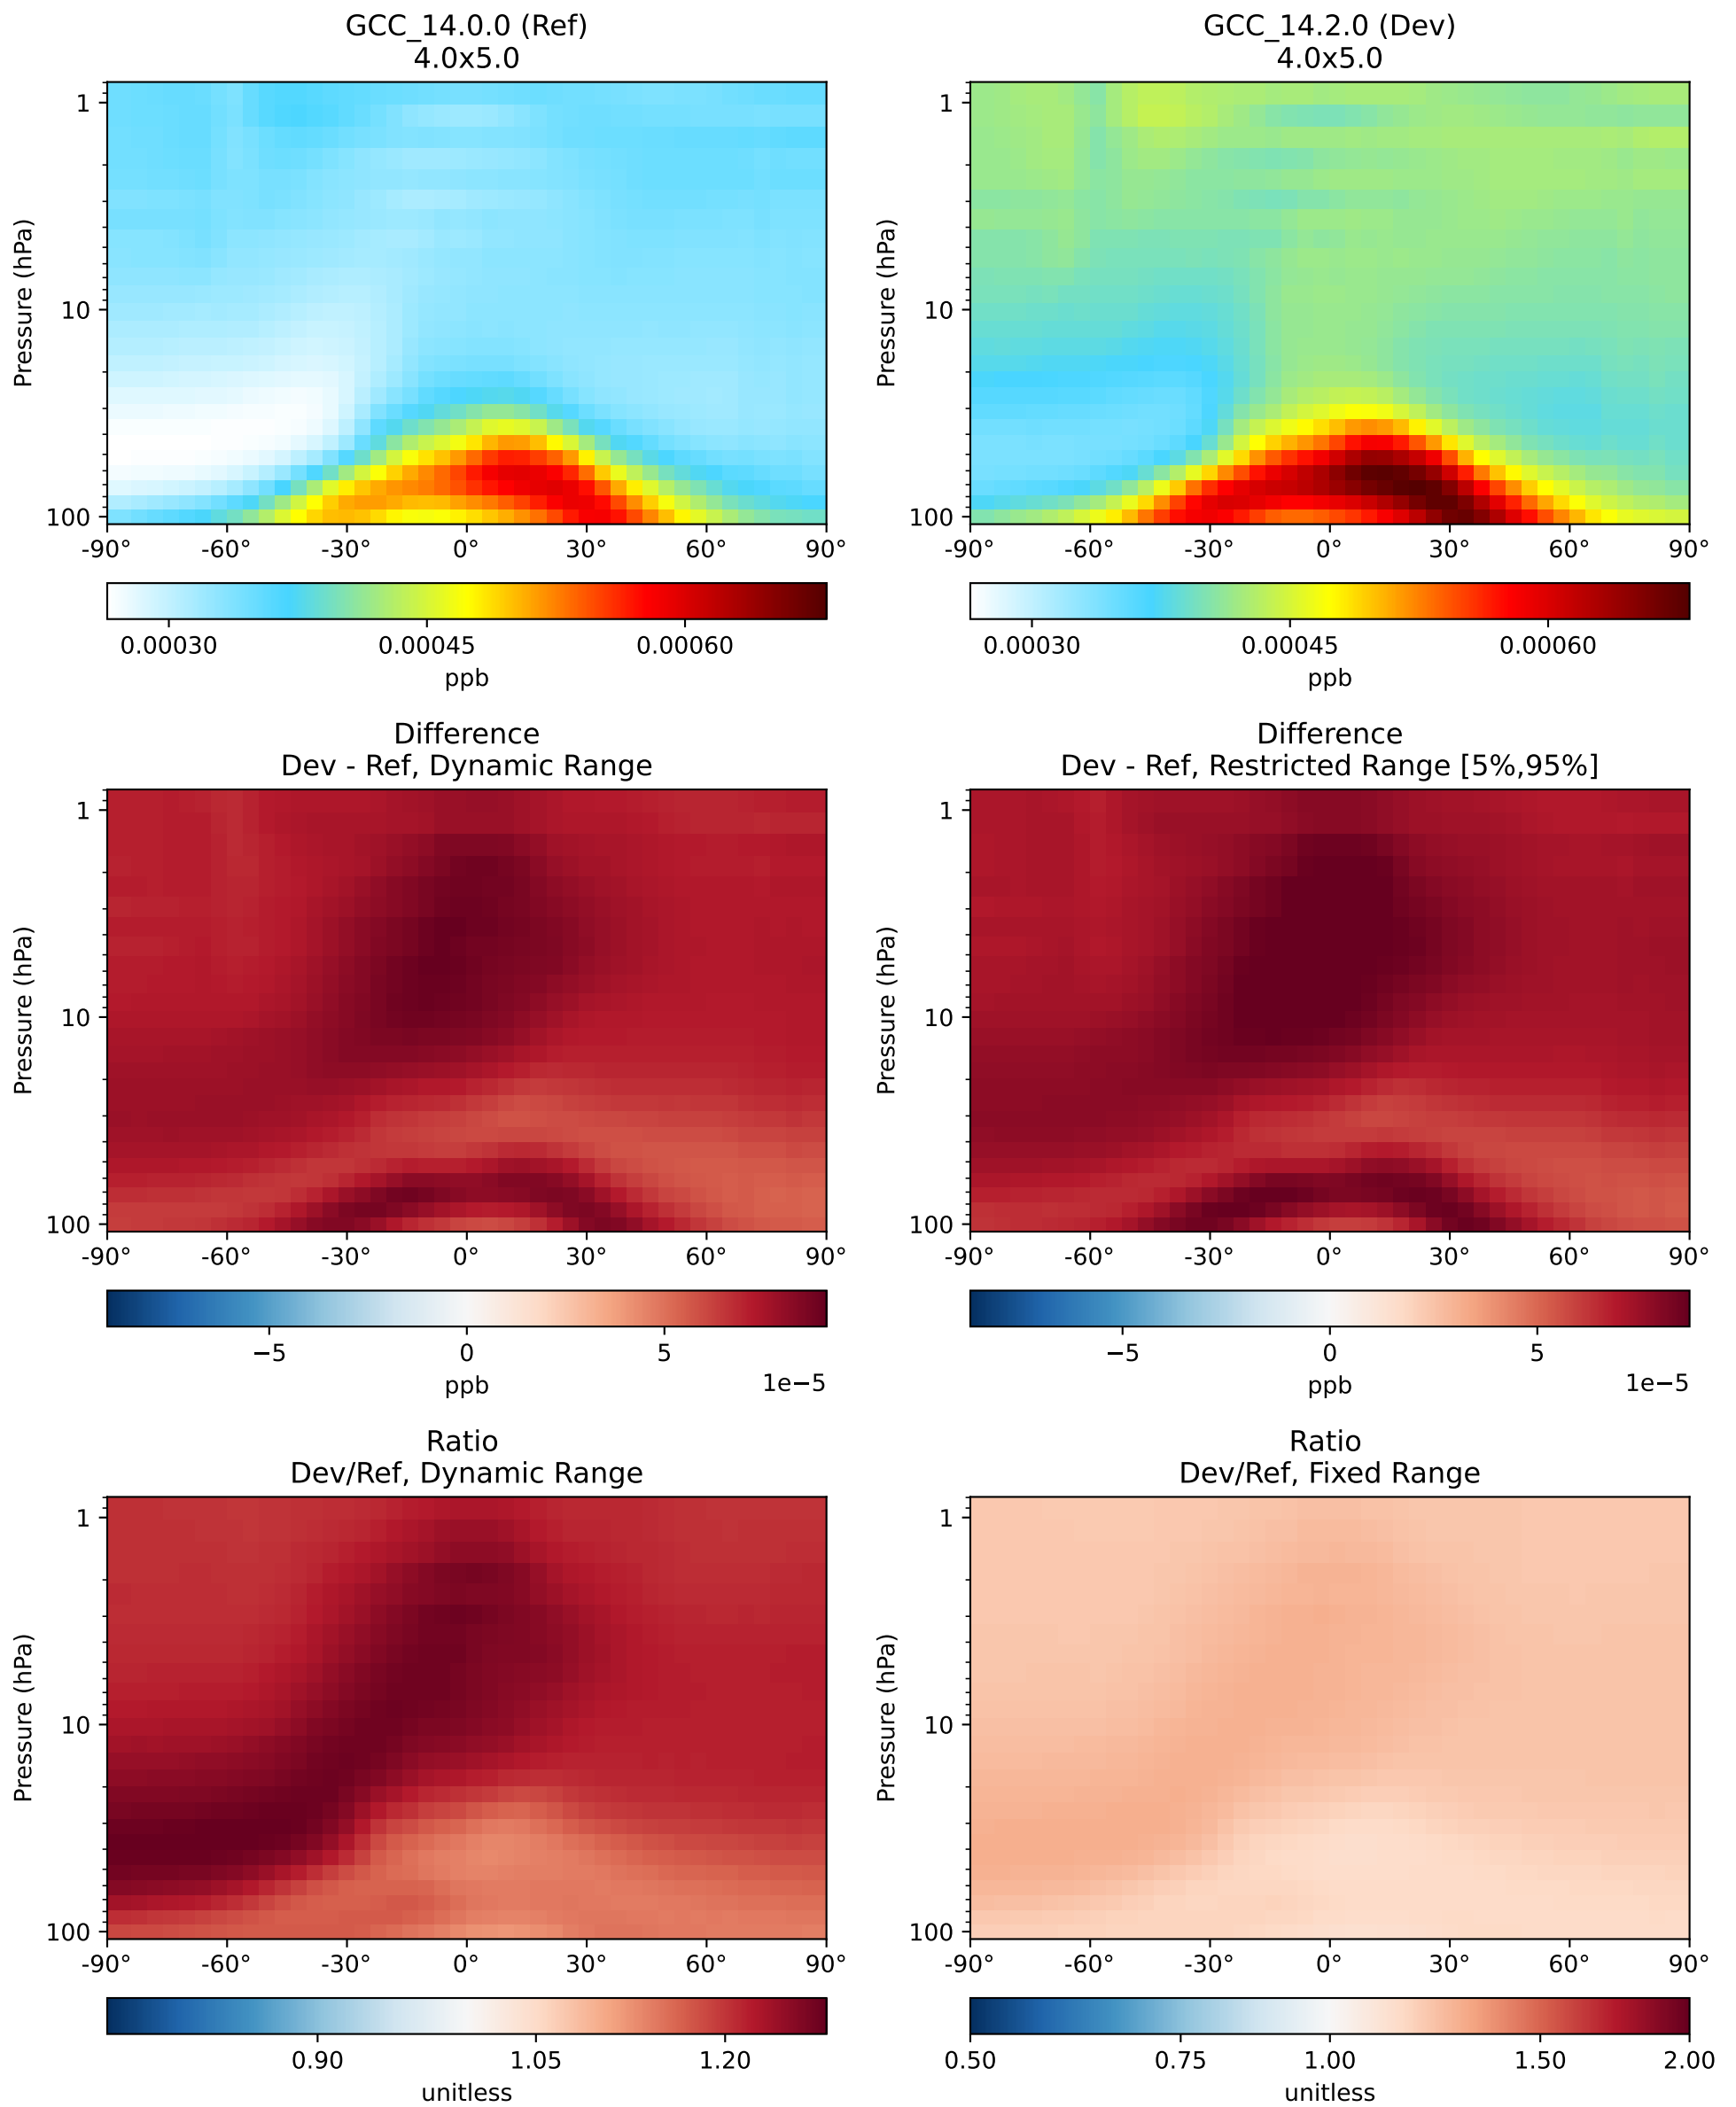 GCC_14.0.0 (Ref)
4.0x5.0
Pressure (hPa)
1
10
100
-90° -60° -30° 0° 30° 60° 90°
0.00030 0.00045 0.00060
ppb
GCC_14.2.0 (Dev)
4.0x5.0
Pressure (hPa)
1
10
100
-90° -60° -30° 0° 30° 60° 90°
0.00030 0.00045 0.00060
ppb
Difference
Dev - Ref, Dynamic Range
Pressure (hPa)
1
10
100
-90° -60° -30° 0° 30° 60° 90°
−5 0 5
ppb
1e−5
Difference
Dev - Ref, Restricted Range [5%,95%]
Pressure (hPa)
1
10
100
-90° -60° -30° 0° 30° 60° 90°
−5 0 5
ppb
1e−5
Ratio
Dev/Ref, Dynamic Range
Pressure (hPa)
1
10
100
-90° -60° -30° 0° 30° 60° 90°
0.90 1.05 1.20
unitless
Ratio
Dev/Ref, Fixed Range
Pressure (hPa)
1
10
100
-90° -60° -30° 0° 30° 60° 90°
0.50 0.75 1.00 1.50 2.00
unitless